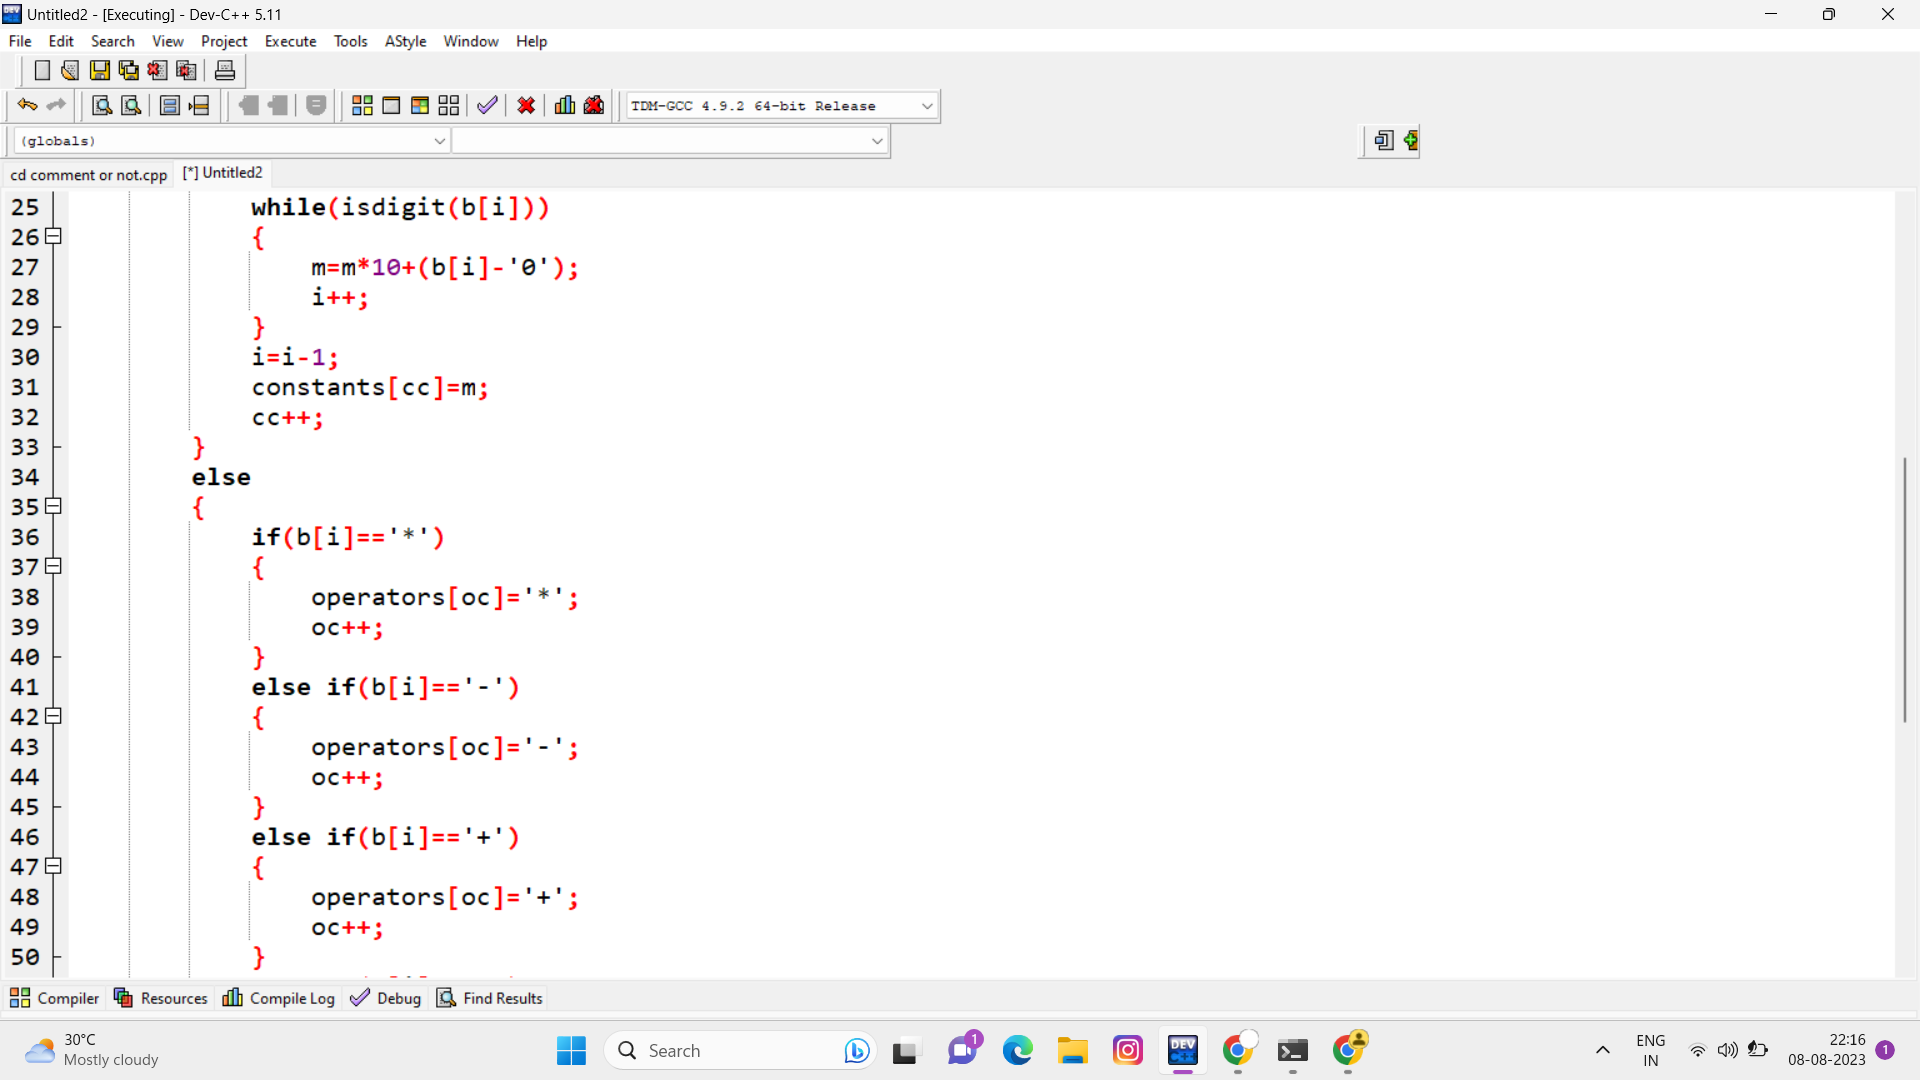 Untitled2 - [Executing] - Dev-C++ 5.11
File Edit Search View Project Execute Tools AStyle Window Help
TDM-GCC 4.9.2 64-bit Release
(globals)
cd comment or not.cpp [*] Untitled2
25 while(isdigit(b[i]))
26 {
27 m=m*10+(b[i]-'0');
28 i++;
29 }
30 i=i-1;
31 constants[cc]=m;
32 cc++;
33 }
34 else
35 {
36 if(b[i]=='*')
37 {
38 operators[oc]='*';
39 oc++;
40 }
41 else if(b[i]=='-')
42 {
43 operators[oc]='-';
44 oc++;
45 }
46 else if(b[i]=='+')
47 {
48 operators[oc]='+';
49 oc++;
50 }
Compiler Resources Compile Log Debug Find Results
30°C
Mostly cloudy
Search
1
DEV
C++
ENG
IN
22:16
08-08-2023
1